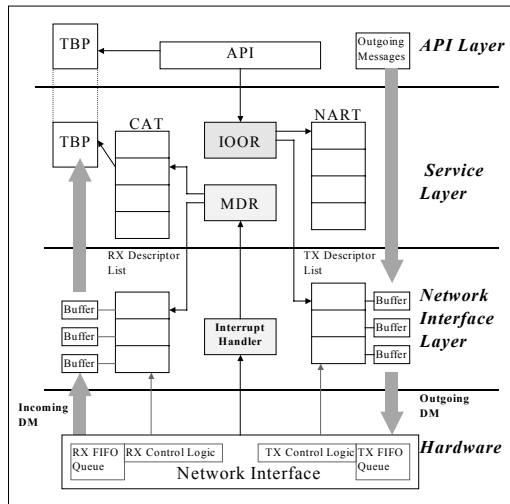 TBP
API
Outgoing
Messages
API Layer
TBP
CAT
IOOR
NART
MDR
Service
Layer
RX Descriptor
List
TX Descriptor
List
Buffer
Buffer
Buffer
Interrupt
Handler
Buffer
Buffer
Buffer
Network
Interface
Layer
Incoming
DM
Outgoing
DM
RX FIFO
Queue
RX Control Logic
TX Control Logic
TX FIFO
Queue
Network Interface
Hardware